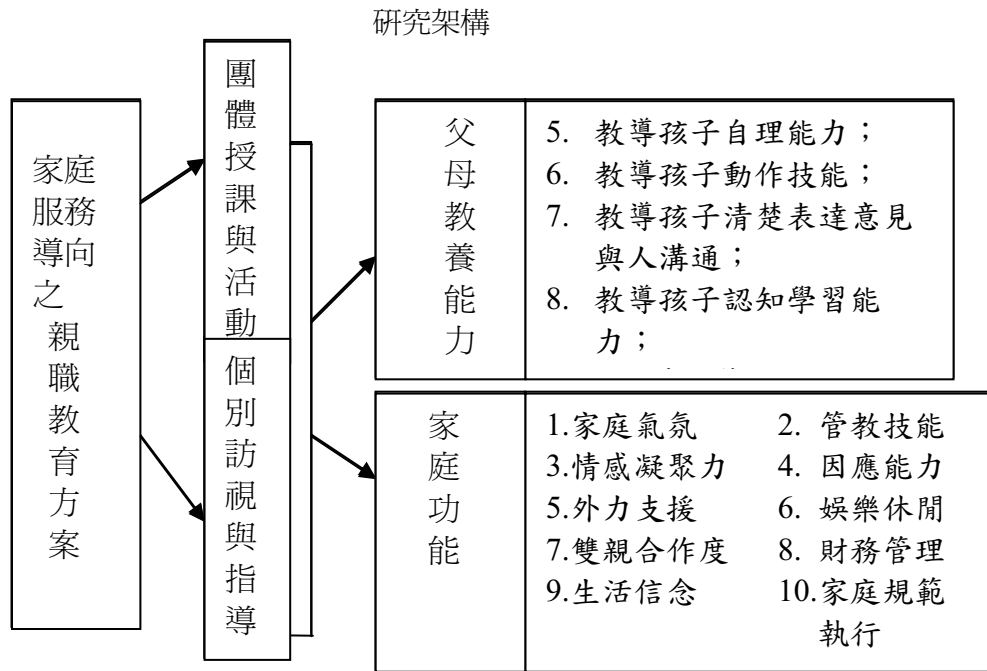 研究架構
家庭
服務
導向
之
親
職
教
育
方
案
團體授課與活動
個別訪視與指導
父母教養能力
5. 教導孩子自理能力；
6. 教導孩子動作技能；
7. 教導孩子清楚表達意見
與人溝通；
8. 教導孩子認知學習能
力；
家庭功能
1.家庭氣氛 2. 管教技能
3.情感凝聚力 4. 因應能力
5.外力支援 6. 娛樂休閒
7.雙親合作度 8. 財務管理
9.生活信念 10.家庭規範
執行